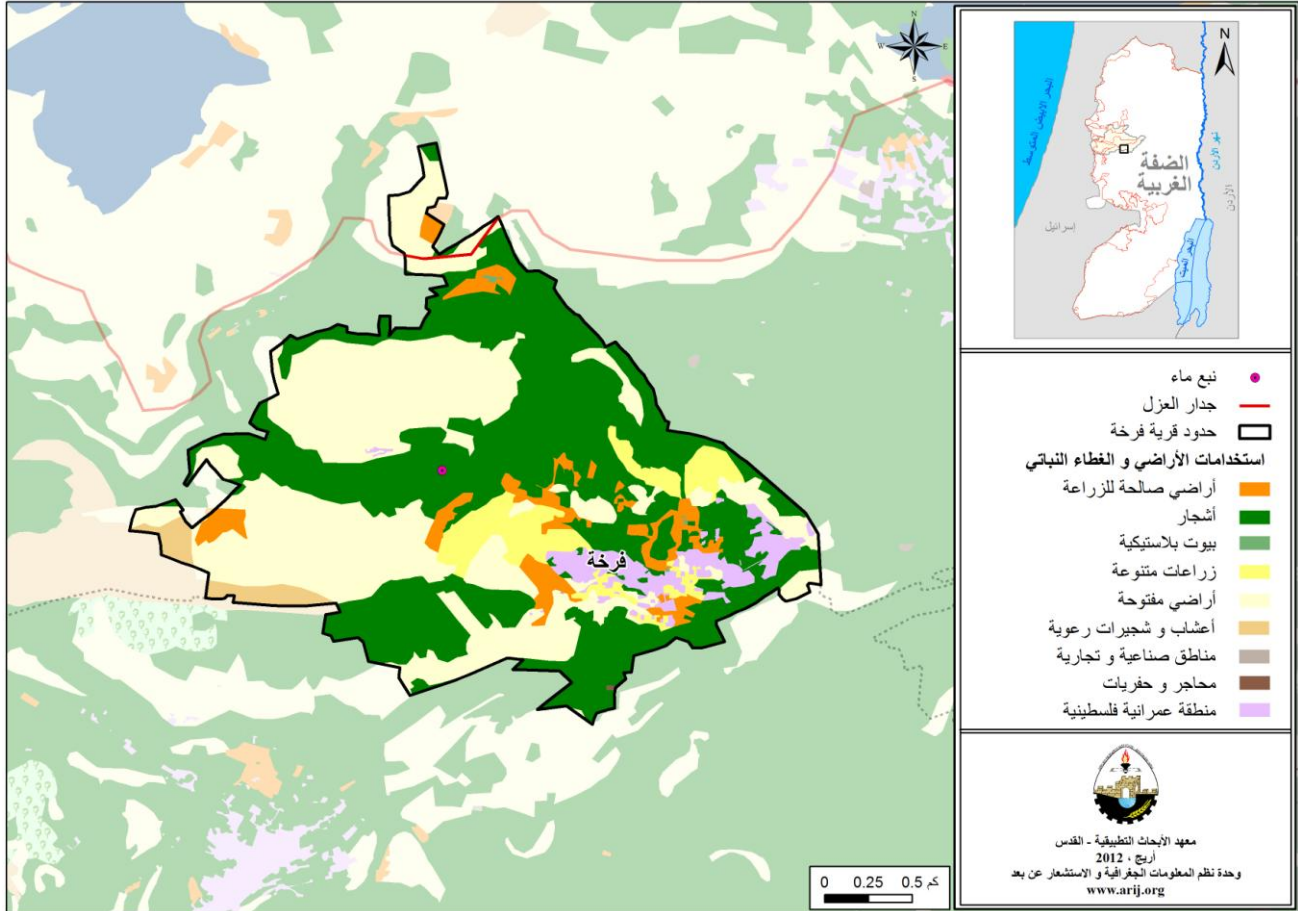 N
W
E
S
فرخة
0 0.25 0.5 كم
N
البحر الأبيض المتوسط
نهر الأردن
الأردن
الضفة
الغربية
إسرائيل
البحر الميت
نبع ماء
جدار العزل
حدود قرية فرخة
استخدامات الأراضي و الغطاء النباتي
أراضي صالحة للزراعة
أشجار
بيوت بلاستيكية
زراعات متنوعة
أراضي مفتوحة
أعشاب و شجيرات رعوية
مناطق صناعية و تجارية
محاجر و حفريات
منطقة عمرانية فلسطينية
معهد الأبحاث التطبيقية - القدس
أريج ، 2012
وحدة نظم المعلومات الجغرافية و الاستشعار عن بعد
www.arij.org